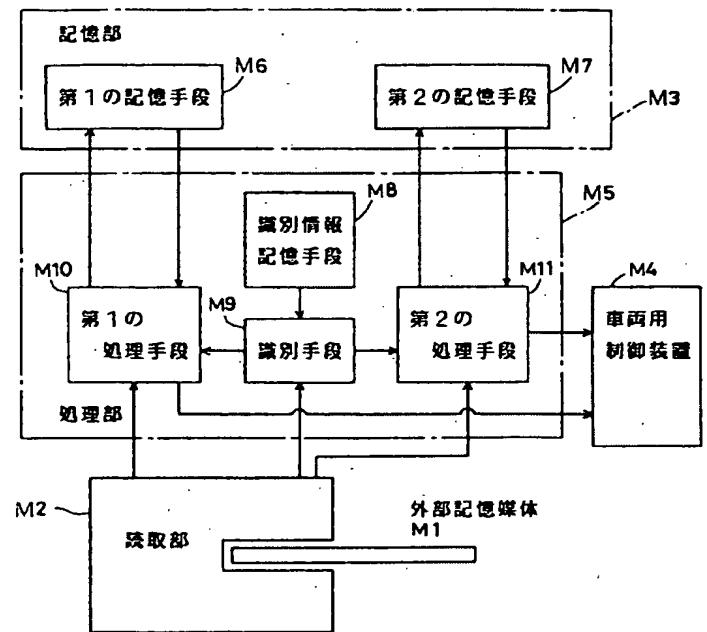 記憶部
M6
第1の記憶手段
M7
第2の記憶手段
M3
M8
識別情報
記憶手段
M5
M10
第1の
処理手段
M9
識別手段
M11
第2の
処理手段
M4
車両用
制御装置
処理部
M2
読取部
外部記憶媒体
M1